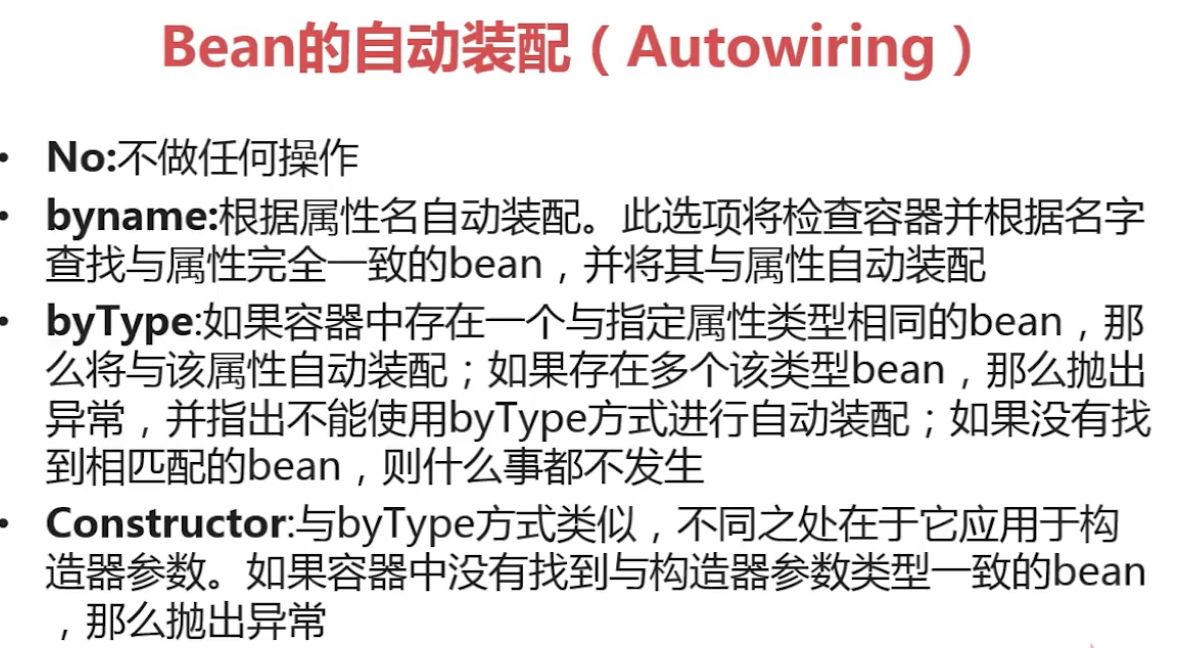 Bean的自动装配（Autowiring）
• No:不做任何操作
• byname:根据属性名自动装配。此选项将检查容器并根据名字
查找与属性完全一致的bean，并将其与属性自动装配
• byType:如果容器中存在一个与指定属性类型相同的bean，那
么将与该属性自动装配；如果存在多个该类型bean，那么抛出
异常，并指出不能使用byType方式进行自动装配；如果没有找
到相匹配的bean，则什么事都不发生
• Constructor:与byType方式类似，不同之处在于它应用于构
造器参数。如果容器中没有找到与构造器参数类型一致的bean
，那么抛出异常